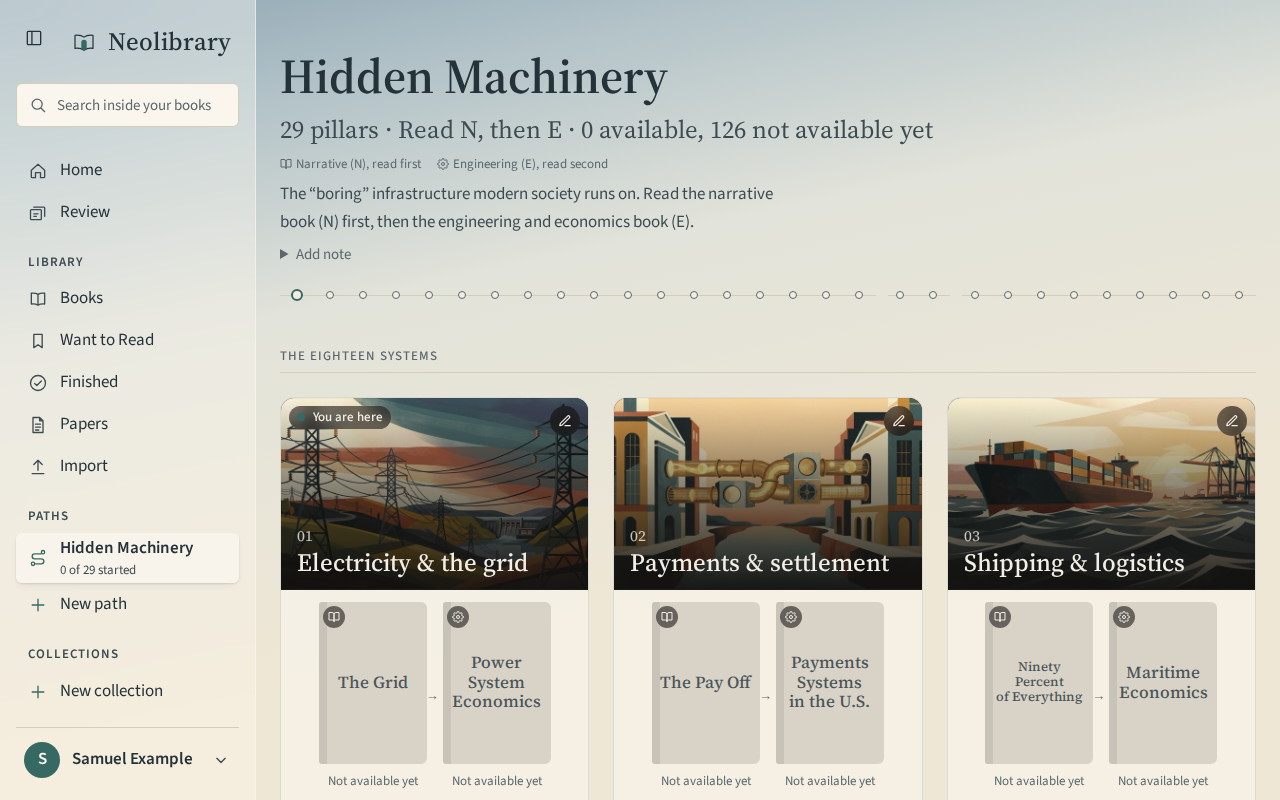 Neolibrary
Search inside your books
Home
Review
LIBRARY
Books
Want to Read
Finished
Papers
Import
PATHS
Hidden Machinery
0 of 29 started
New path
COLLECTIONS
New collection
S
Samuel Example
Hidden Machinery
29 pillars · Read N, then E · 0 available, 126 not available yet
Narrative (N), read first
Engineering (E), read second
The “boring” infrastructure modern society runs on. Read the narrative
book (N) first, then the engineering and economics book (E).
Add note
THE EIGHTEEN SYSTEMS
You are here
01
Electricity & the grid
The Grid
→
Power
System
Economics
Not available yet
Not available yet
02
Payments & settlement
The Pay Off
→
Payments
Systems
in the U.S.
Not available yet
Not available yet
03
Shipping & logistics
Ninety
Percent
of Everything
→
Maritime
Economics
Not available yet
Not available yet